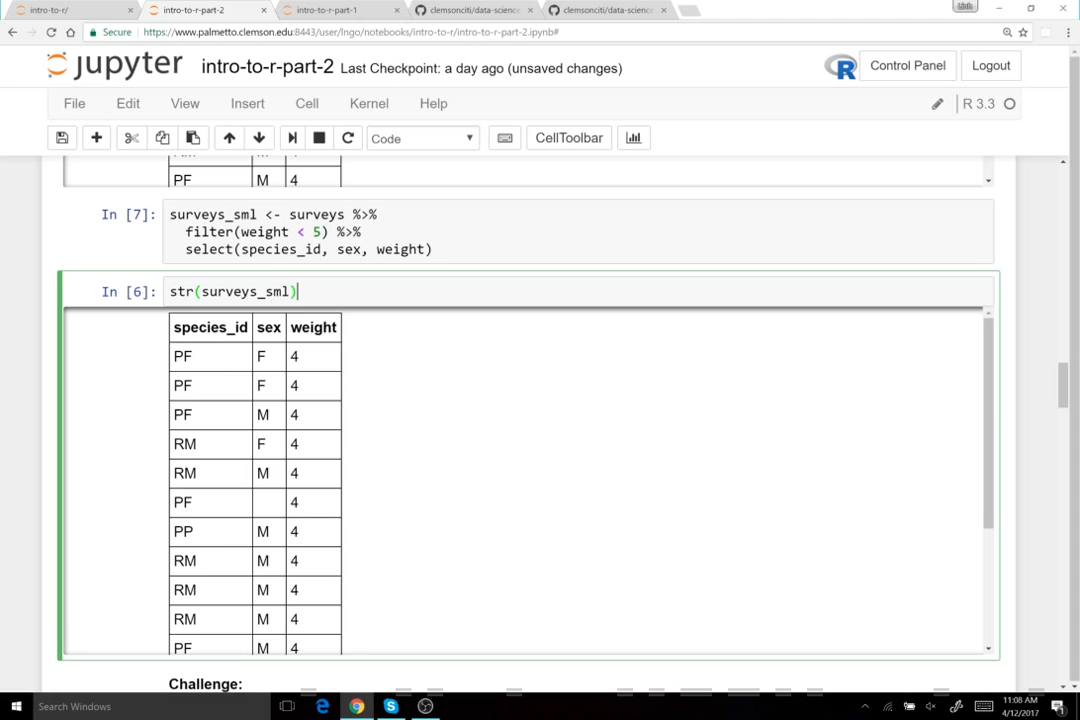 intro-to-r/
intro-to-r-part-2
intro-to-r-part-1
clemsonciti/data-science
clemsonciti/data-science
Secure
https://www.palmetto.clemson.edu:8443/user/lngo/notebooks/intro-to-r/intro-to-r-part-2.ipynb#
jupyter
intro-to-r-part-2 Last Checkpoint: a day ago (unsaved changes)
R
Control Panel
Logout
File Edit View Insert Cell Kernel Help
R 3.3
Code
CellToolbar
PF M 4
In [7]: surveys_sml <- surveys %>%
filter(weight < 5) %>%
select(species_id, sex, weight)
In [6]: str(surveys_sml)
species_id sex weight
PF F 4
PF F 4
PF M 4
RM F 4
RM M 4
PF 4
PP M 4
RM M 4
RM M 4
RM M 4
PF M 4
Challenge:
Search Windows
11:08 AM
4/12/2017
1